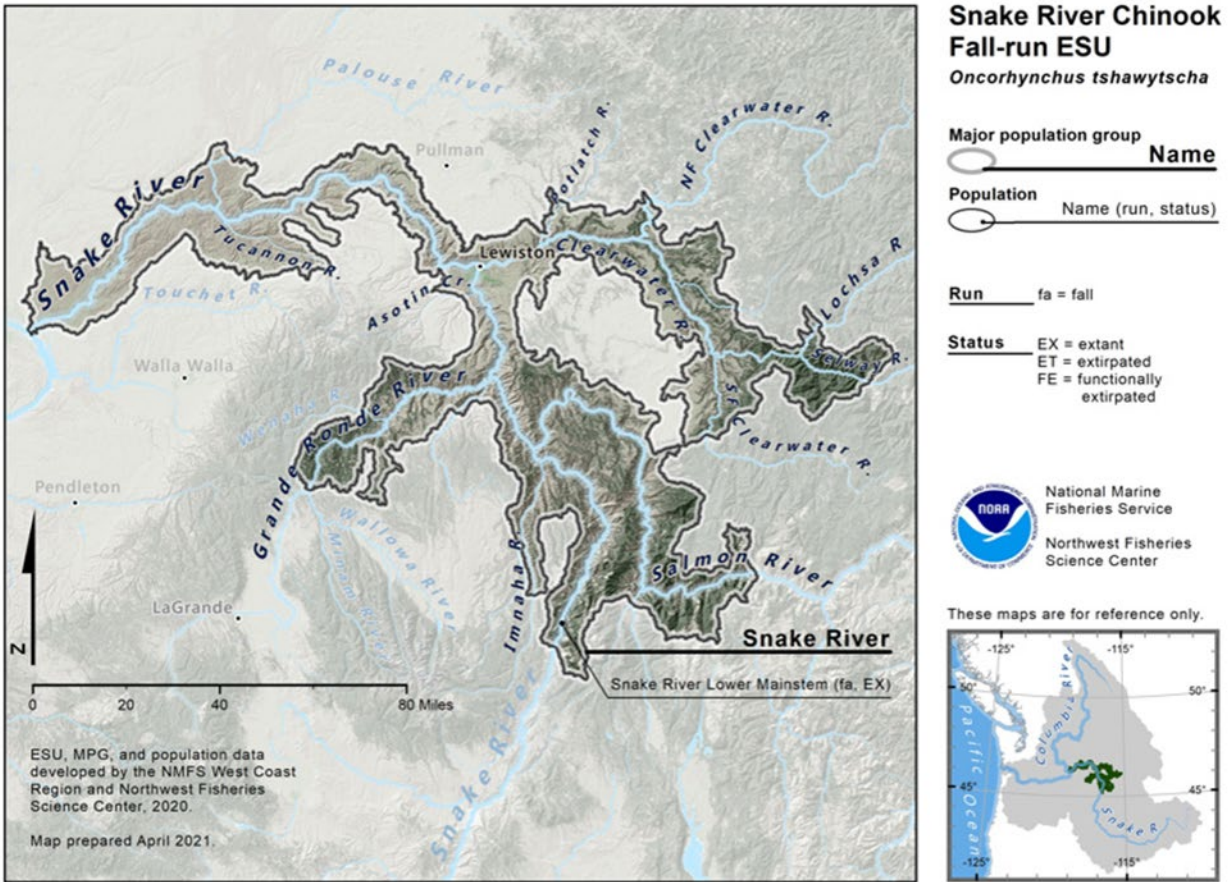 Snake River Chinook
Fall-run ESU
Oncorhynchus tshawytscha
Major population group
Name
Population
Name (run, status)
Run
fa = fall
Status
EX = extant
ET = extirpated
FE = functionally
extirpated
NOAA
National Marine
Fisheries Service
Northwest Fisheries
Science Center
These maps are for reference only.
Palouse River
Pullman
Potlatch R.
NF Clearwater R.
Snake River
Tucannon R.
Lewiston
Clearwater R.
Lochsa R
Touchet R.
Asotin Cr.
Selway R.
Walla Walla
Wenaha R.
SF Clearwater R.
Grande Ronde River
Pendleton
Wallowa River
Minam River
Imnaha R.
Salmon River
LaGrande
Snake River
Snake River Lower Mainstem (fa, EX)
Snake River
N
0
20
40
80 Miles
ESU, MPG, and population data
developed by the NMFS West Coast
Region and Northwest Fisheries
Science Center, 2020.
Map prepared April 2021.
-125°
-115°
50°
50°
Columbia River
Pacific Ocean
45°
45°
Snake R
-125°
-115°